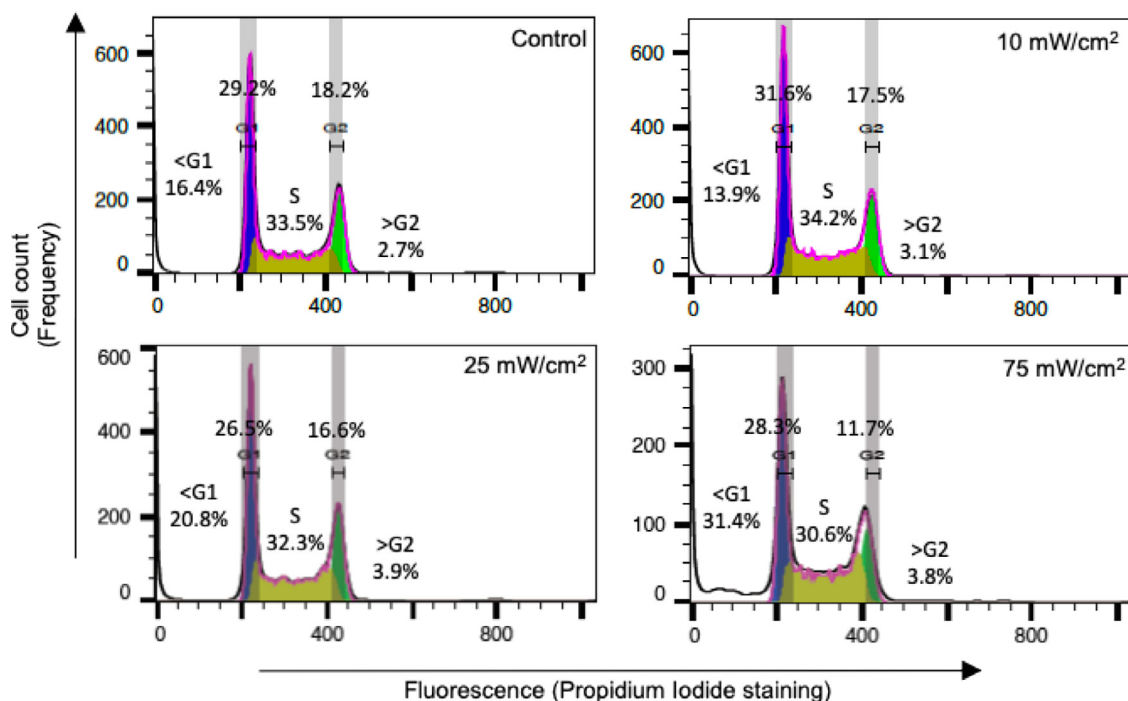 Cell count
(Frequency)
Control
600
400
200
0
29.2%
18.2%
G1
G2
<G1
16.4%
S
33.5%
>G2
2.7%
0
400
800
10 mW/cm²
600
400
200
0
31.6%
17.5%
G1
G2
<G1
13.9%
S
34.2%
>G2
3.1%
0
400
800
25 mW/cm²
600
400
200
0
26.5%
16.6%
G1
G2
<G1
20.8%
S
32.3%
>G2
3.9%
0
400
800
75 mW/cm²
300
200
100
0
28.3%
11.7%
G1
G2
<G1
31.4%
S
30.6%
>G2
3.8%
0
400
800
Fluorescence (Propidium Iodide staining)